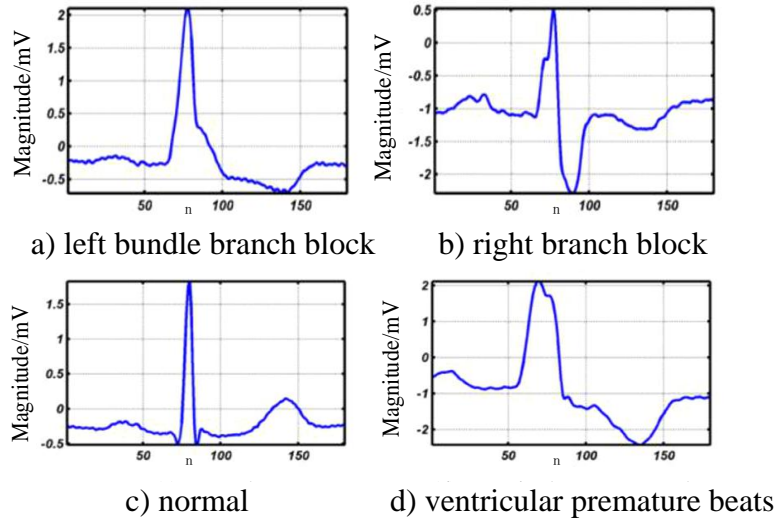 Magnitude/mV
2
1.5
1
0.5
0
-0.5
50
100
150
n
a) left bundle branch block
Magnitude/mV
0.5
0
-0.5
-1
-1.5
-2
50
100
150
n
b) right branch block
Magnitude/mV
1.5
1
0.5
0
-0.5
50
100
150
n
c) normal
Magnitude/mV
2
1
0
-1
-2
50
100
150
n
d) ventricular premature beats